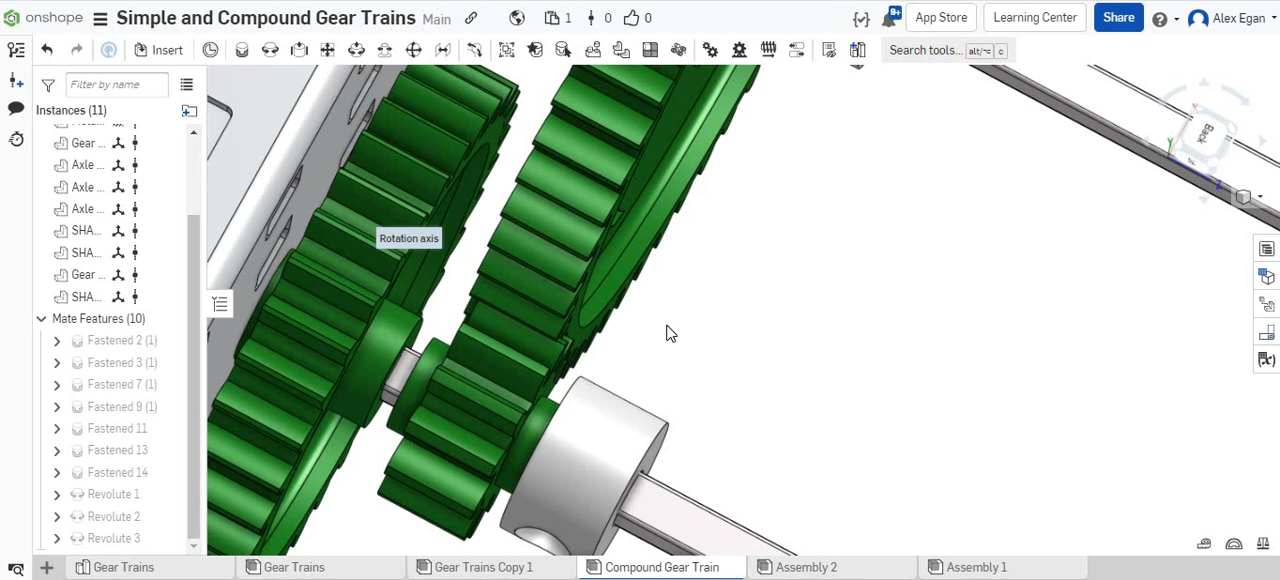 onshape Simple and Compound Gear Trains Main 1 0 0 9+ App Store Learning Center Share Alex Egan
Insert Search tools... alt/⌥ c
Filter by name
Instances (11)
Gear ...
Axle ...
Axle ...
Axle ...
SHA...
SHA...
Gear ...
SHA...
Mate Features (10)
Fastened 2 (1)
Fastened 3 (1)
Fastened 7 (1)
Fastened 9 (1)
Fastened 11
Fastened 13
Fastened 14
Revolute 1
Revolute 2
Revolute 3
Rotation axis
Back
Y
Z
(x)
Gear Trains Gear Trains Gear Trains Copy 1 Compound Gear Train Assembly 2 Assembly 1